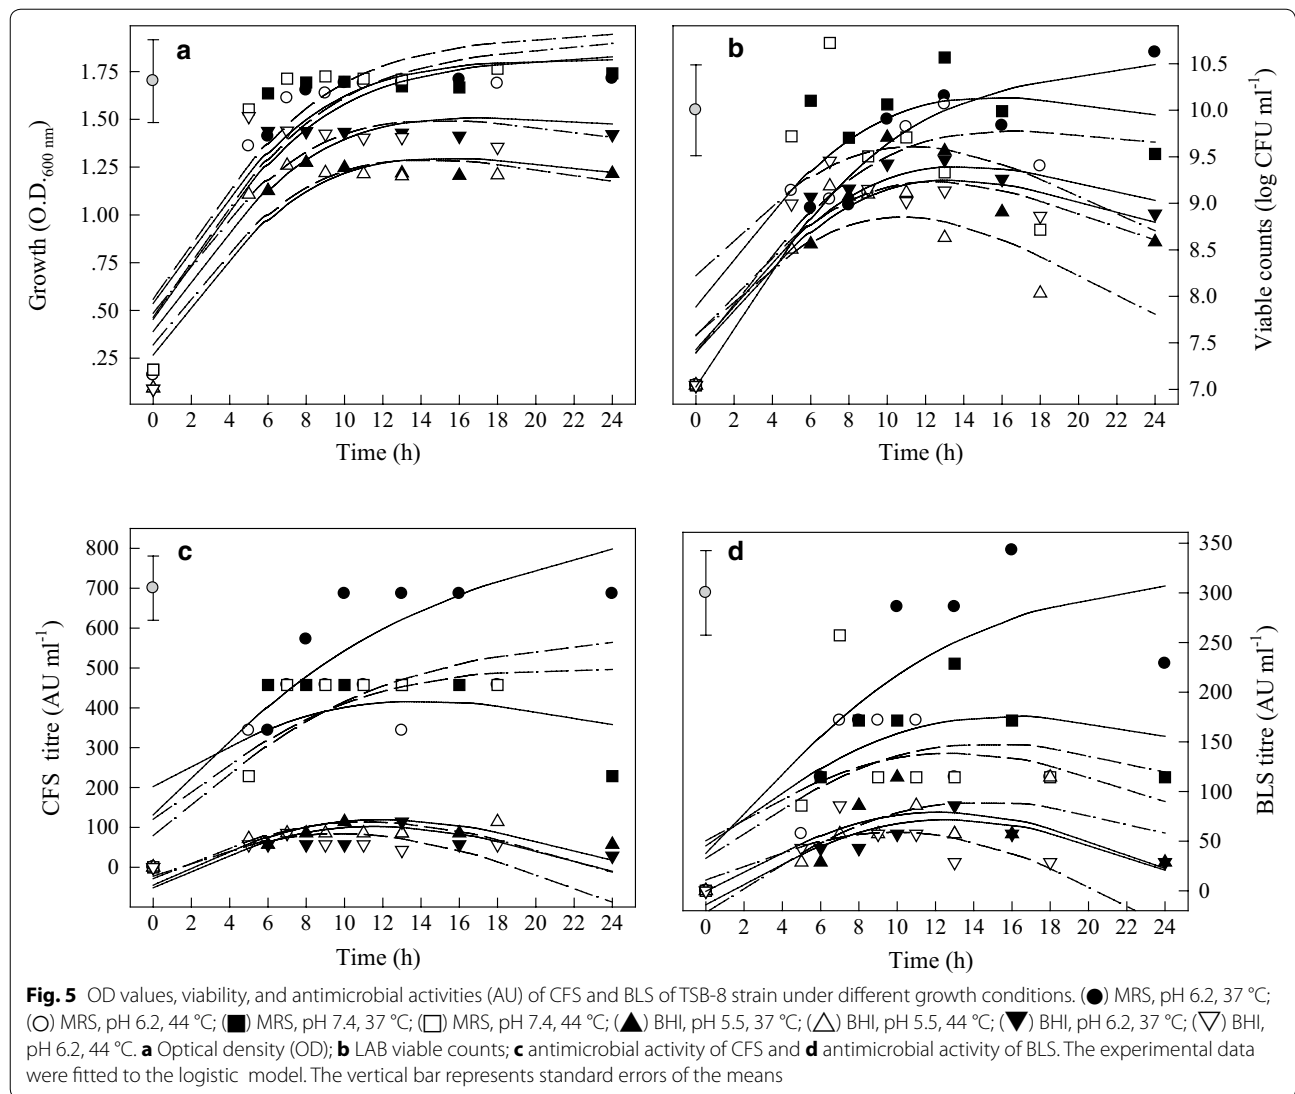 a
1.75
1.50
1.25
1.00
.75
.50
.25
Growth (O.D.600 nm)
0 2 4 6 8 10 12 14 16 18 20 22 24
Time (h)
b
10.5
10.0
9.5
9.0
8.5
8.0
7.5
7.0
Viable counts (log CFU ml-1)
0 2 4 6 8 10 12 14 16 18 20 22 24
Time (h)
c
800
700
600
500
400
300
200
100
0
CFS titre (AU ml-1)
0 2 4 6 8 10 12 14 16 18 20 22 24
Time (h)
d
350
300
250
200
150
100
50
0
BLS titre (AU ml-1)
0 2 4 6 8 10 12 14 16 18 20 22 24
Time (h)
Fig. 5 OD values, viability, and antimicrobial activities (AU) of CFS and BLS of TSB-8 strain under different growth conditions. (●) MRS, pH 6.2, 37 °C;
(○) MRS, pH 6.2, 44 °C; (■) MRS, pH 7.4, 37 °C; (□) MRS, pH 7.4, 44 °C; (▲) BHI, pH 5.5, 37 °C; (△) BHI, pH 5.5, 44 °C; (▼) BHI, pH 6.2, 37 °C; (▽) BHI,
pH 6.2, 44 °C. a Optical density (OD); b LAB viable counts; c antimicrobial activity of CFS and d antimicrobial activity of BLS. The experimental data
were fitted to the logistic model. The vertical bar represents standard errors of the means